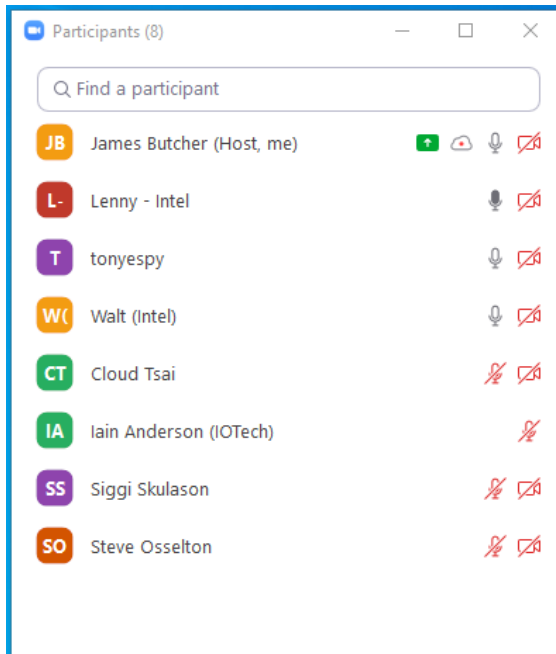 Participants (8)
Find a participant
JB James Butcher (Host, me)
L- Lenny - Intel
T tonyespy
W( Walt (Intel)
CT Cloud Tsai
IA Iain Anderson (IOTech)
SS Siggi Skulason
SO Steve Osselton